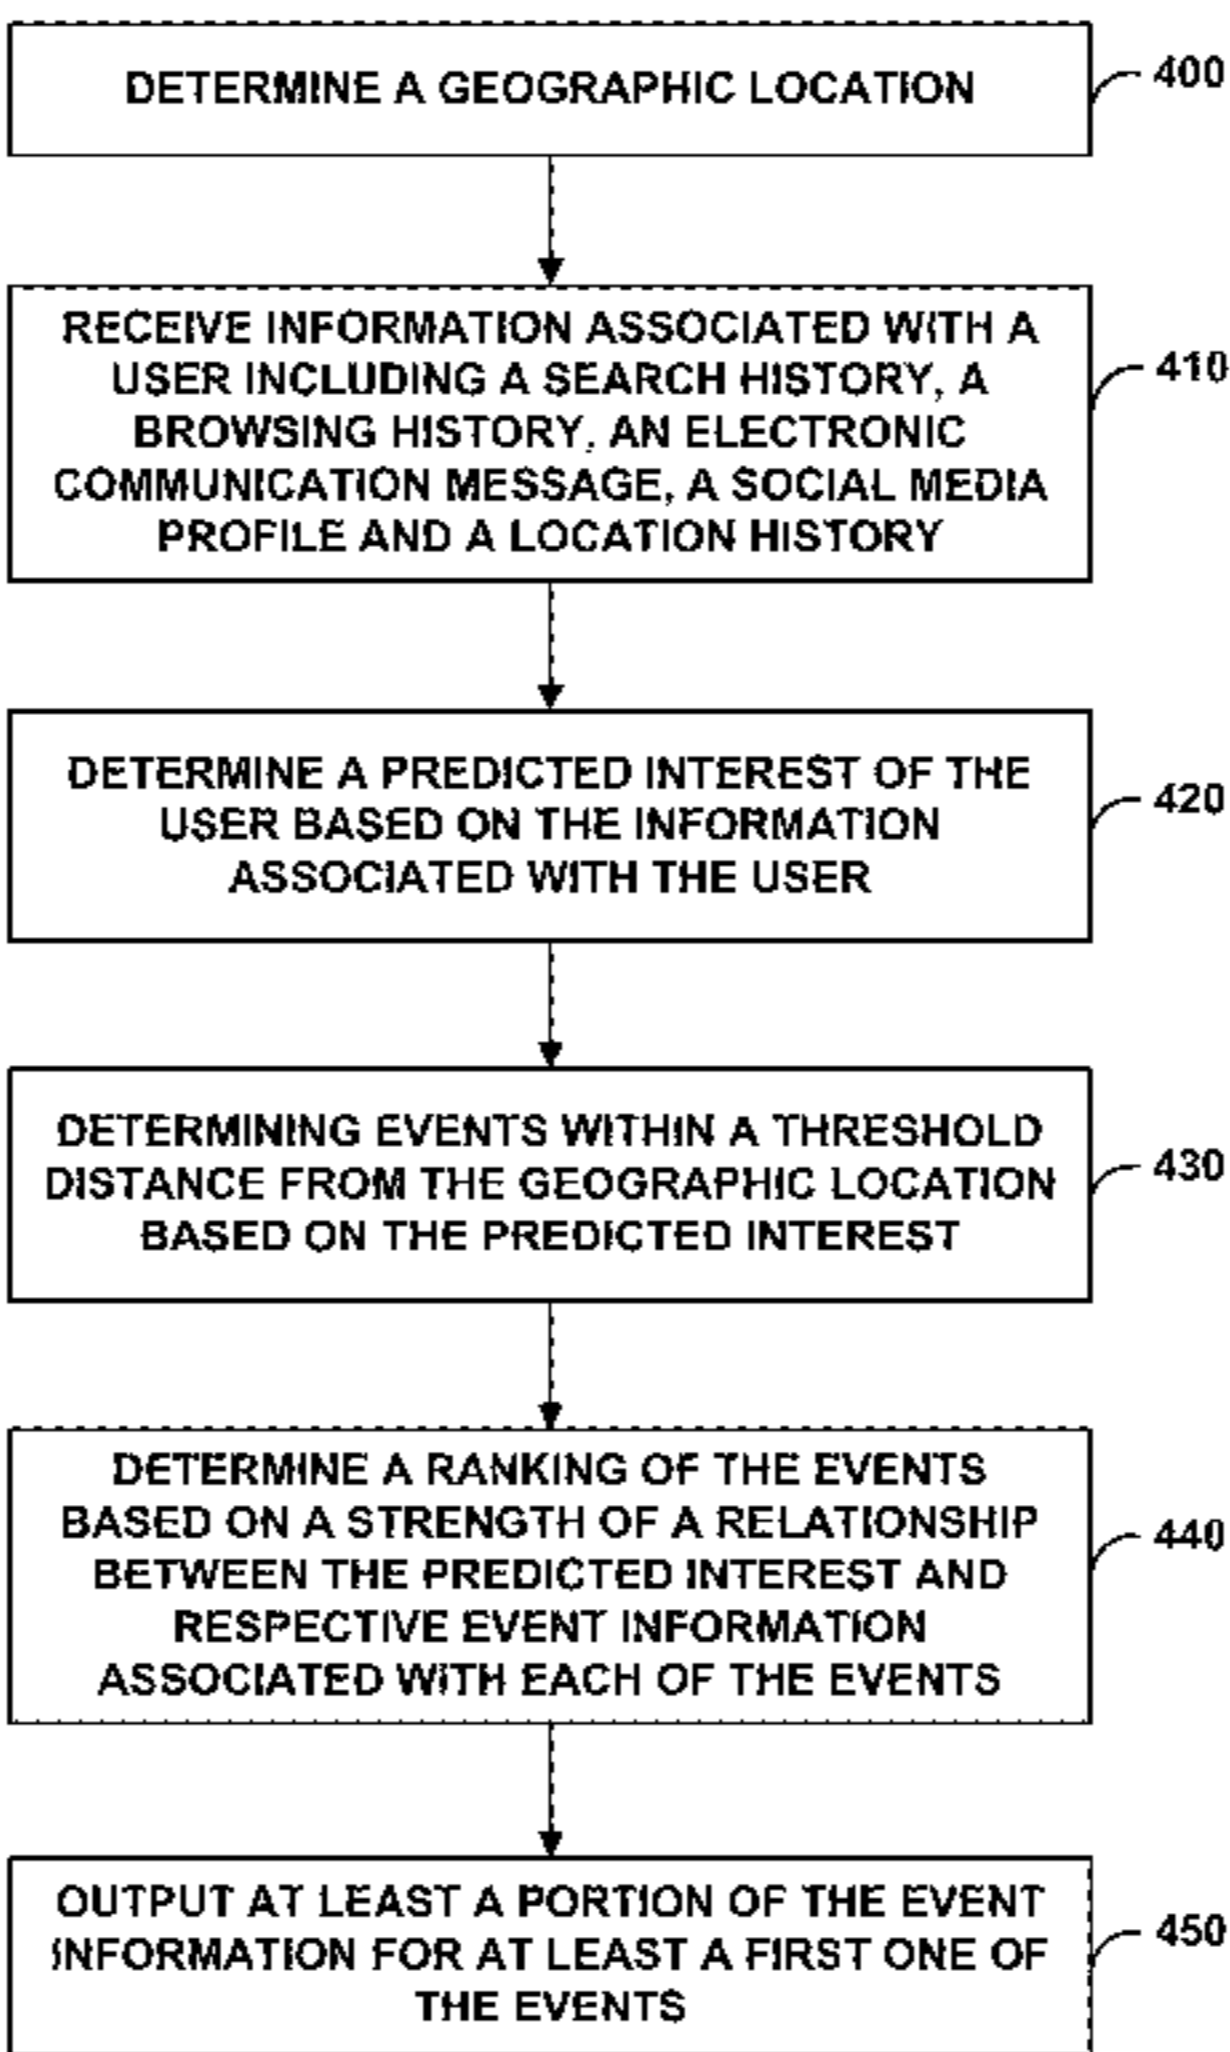 DETERMINE A GEOGRAPHIC LOCATION
400
RECEIVE INFORMATION ASSOCIATED WITH A
USER INCLUDING A SEARCH HISTORY, A
BROWSING HISTORY, AN ELECTRONIC
COMMUNICATION MESSAGE, A SOCIAL MEDIA
PROFILE AND A LOCATION HISTORY
410
DETERMINE A PREDICTED INTEREST OF THE
USER BASED ON THE INFORMATION
ASSOCIATED WITH THE USER
420
DETERMINING EVENTS WITHIN A THRESHOLD
DISTANCE FROM THE GEOGRAPHIC LOCATION
BASED ON THE PREDICTED INTEREST
430
DETERMINE A RANKING OF THE EVENTS
BASED ON A STRENGTH OF A RELATIONSHIP
BETWEEN THE PREDICTED INTEREST AND
RESPECTIVE EVENT INFORMATION
ASSOCIATED WITH EACH OF THE EVENTS
440
OUTPUT AT LEAST A PORTION OF THE EVENT
INFORMATION FOR AT LEAST A FIRST ONE OF
THE EVENTS
450